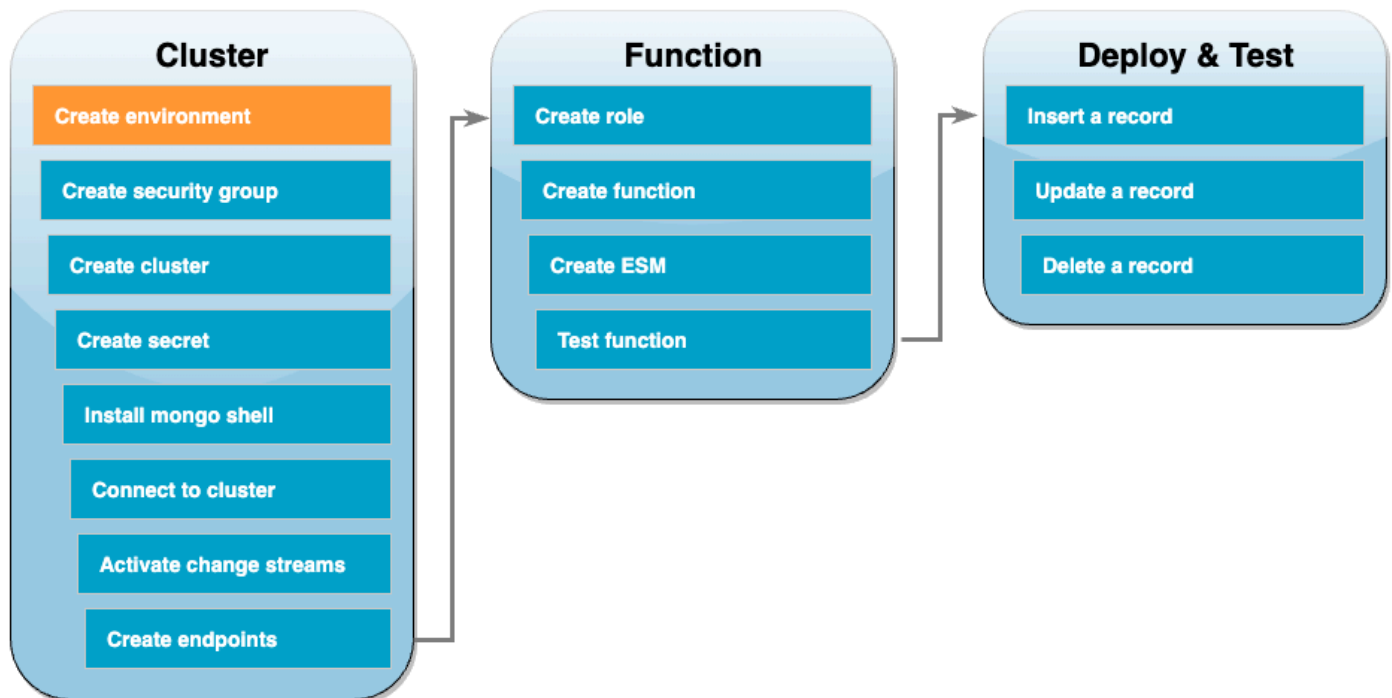 Cluster
Create environment
Create security group
Create cluster
Create secret
Install mongo shell
Connect to cluster
Activate change streams
Create endpoints
Function
Create role
Create function
Create ESM
Test function
Deploy & Test
Insert a record
Update a record
Delete a record